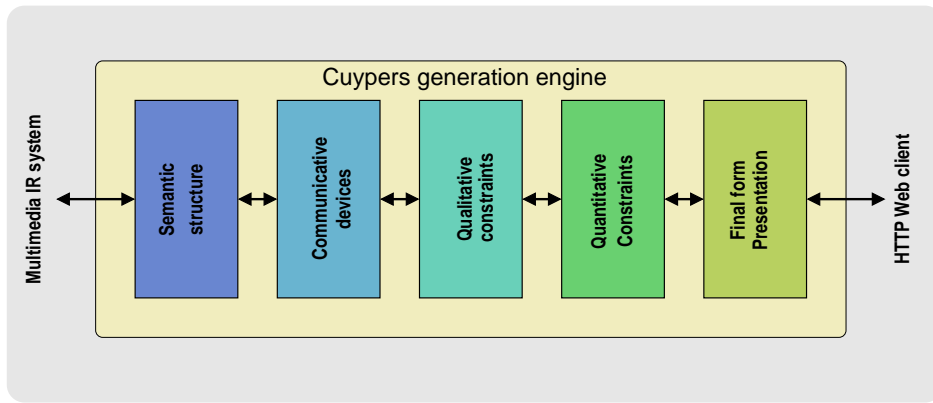 Cuypers generation engine
Multimedia IR system
Semantic
structure
Communicative
devices
Qualitative
constraints
Quantitative
Constraints
Final form
Presentation
HTTP Web client